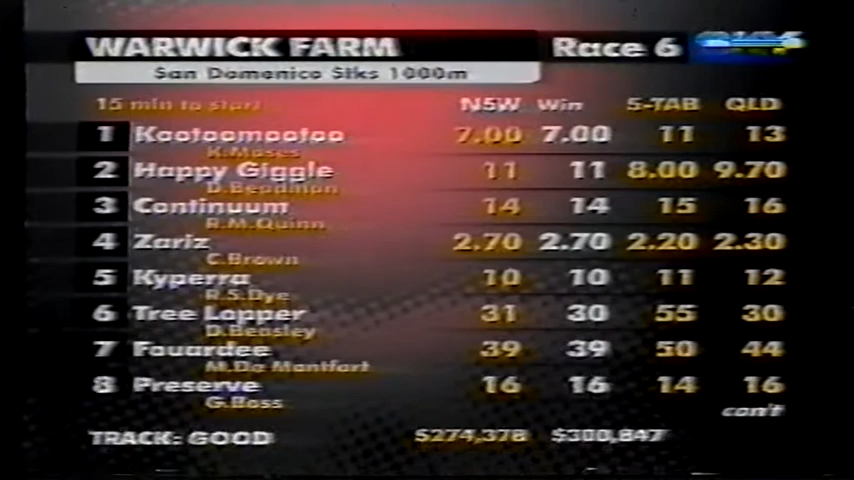 WARWICK FARM Race 6
San Domenico Stks 1000m
15 min to start NSW Win S-TAB QLD
1 Kootoomootoo 7.00 7.00 11 13
K.Moses
2 Happy Giggle 11 11 8.00 9.70
D.Beadman
3 Continuum 14 14 15 16
R.M.Quinn
4 Zariz 2.70 2.70 2.20 2.30
C.Brown
5 Kyperra 10 10 11 12
R.S.Dye
6 Tree Lopper 31 30 55 30
D.Beasley
7 Fouardee 39 39 50 44
M.De Montfort
8 Preserve 16 16 14 16
G.Boss
con't
TRACK: GOOD $274,378 $300,847